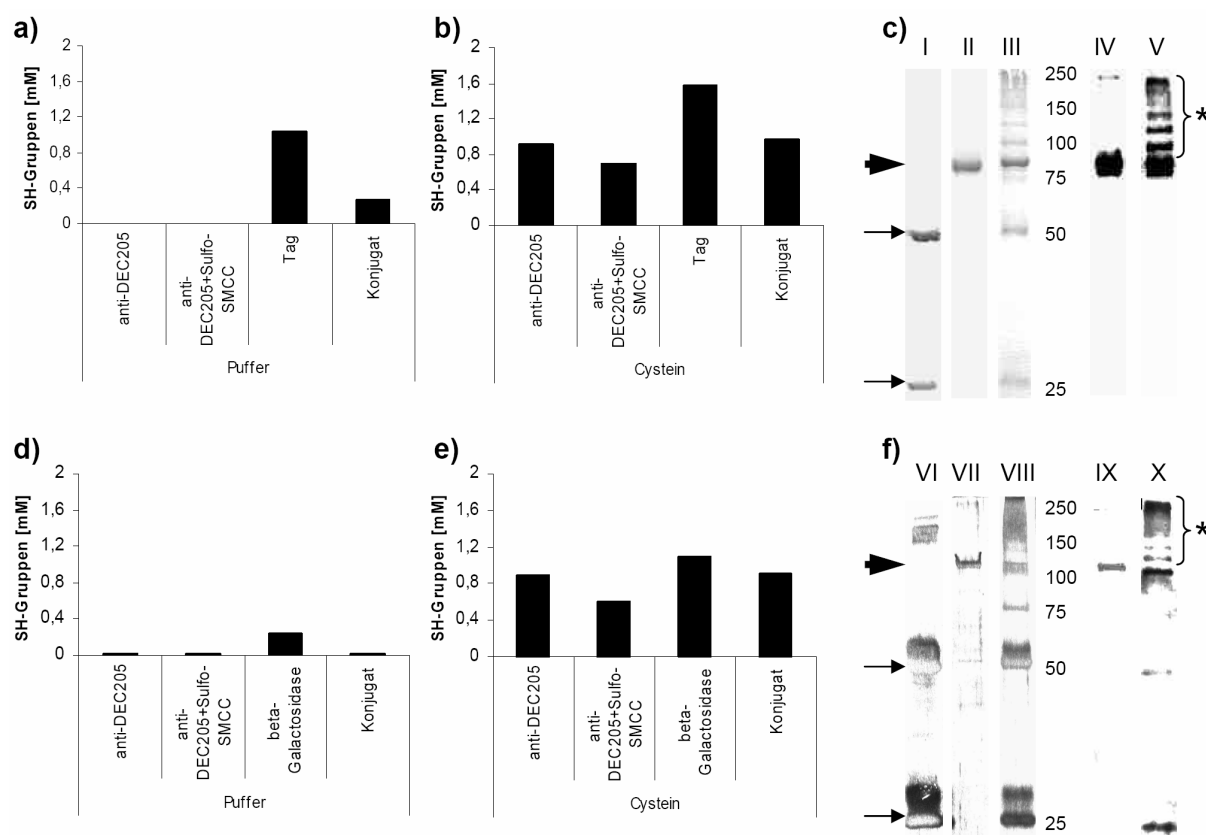 a)
SH-Gruppen [mM]
2
1,6
1,2
0,8
0,4
0
anti-DEC205
anti-
DEC205+Sulfo-
SMCC
Tag
Konjugat
Puffer
b)
SH-Gruppen [mM]
2
1,6
1,2
0,8
0,4
0
anti-DEC205
anti-
DEC205+Sulfo-
SMCC
Tag
Konjugat
Cystein
c)
I II III IV V
250
150
100
75
50
25
*
d)
SH-Gruppen [mM]
2
1,6
1,2
0,8
0,4
0
anti-DEC205
anti-
DEC205+Sulfo-
SMCC
beta-
Galactosidase
Konjugat
Puffer
e)
SH-Gruppen [mM]
2
1,6
1,2
0,8
0,4
0
anti-DEC205
anti-
DEC205+Sulfo-
SMCC
beta-
Galactosidase
Konjugat
Cystein
f)
VI VII VIII IX X
250
150
100
75
50
25
*